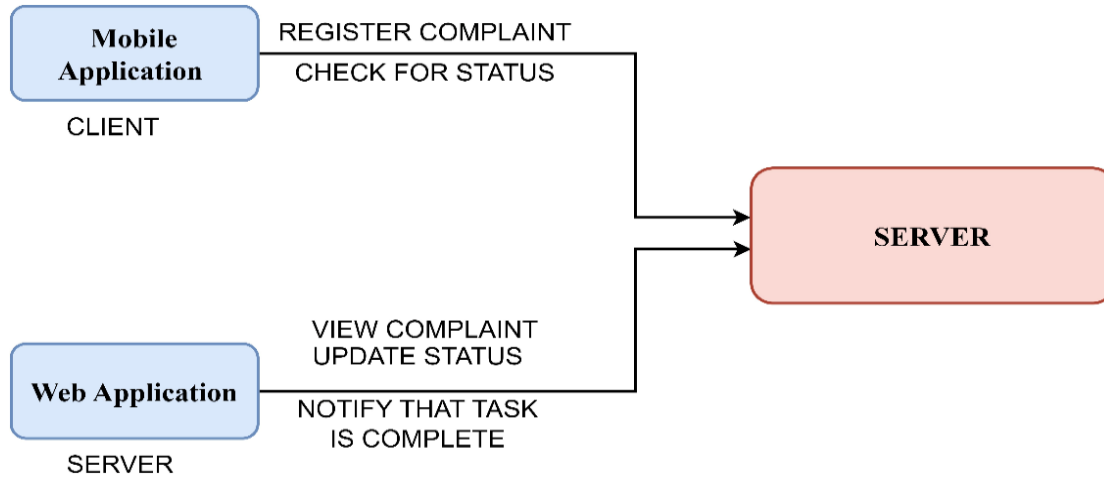 Mobile
Application
CLIENT
REGISTER COMPLAINT
CHECK FOR STATUS
SERVER
VIEW COMPLAINT
UPDATE STATUS
Web Application
NOTIFY THAT TASK
IS COMPLETE
SERVER